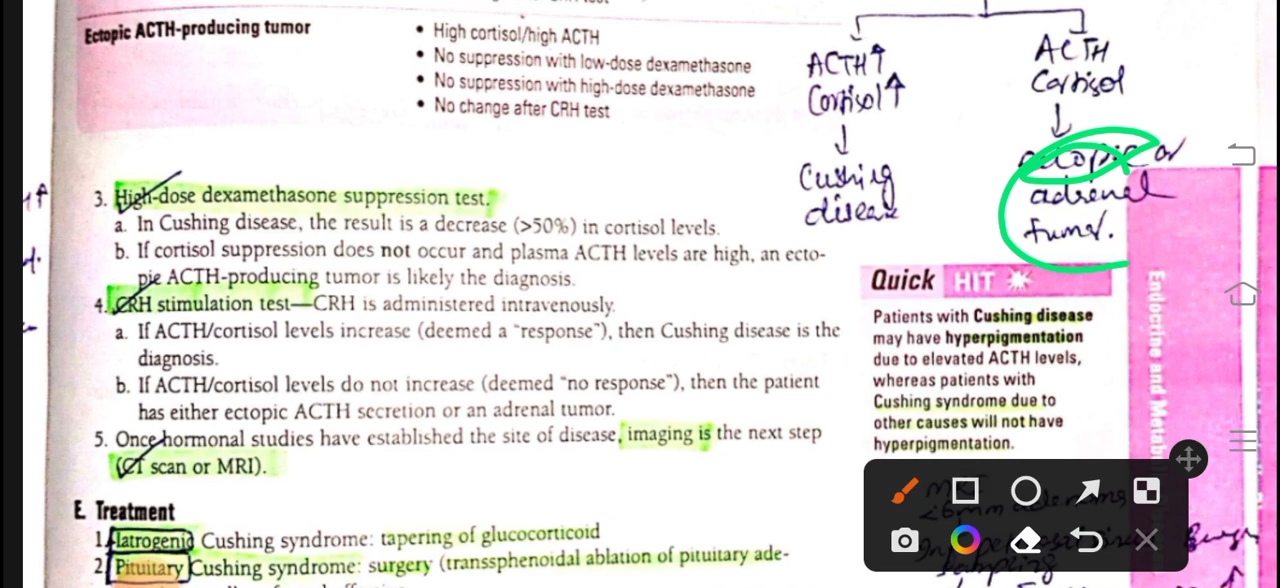 Ectopic ACTH-producing tumor
• High cortisol/high ACTH
• No suppression with low-dose dexamethasone
• No suppression with high-dose dexamethasone
• No change after CRH test
ACTH↑
Cortisol↑
↓
Cushing
disease
ACTH
Cortisol
↓
ectopic or
adrenal
tumor.
3. High-dose dexamethasone suppression test.
a. In Cushing disease, the result is a decrease (>50%) in cortisol levels.
b. If cortisol suppression does not occur and plasma ACTH levels are high, an ecto-
pic ACTH-producing tumor is likely the diagnosis.
4. CRH stimulation test—CRH is administered intravenously.
a. If ACTH/cortisol levels increase (deemed a “response”), then Cushing disease is the
diagnosis.
b. If ACTH/cortisol levels do not increase (deemed “no response”), then the patient
has either ectopic ACTH secretion or an adrenal tumor.
5. Once hormonal studies have established the site of disease, imaging is the next step
(CT scan or MRI).
E. Treatment
1. Iatrogenic Cushing syndrome: tapering of glucocorticoid
2. Pituitary Cushing syndrome: surgery (transsphenoidal ablation of pituitary ade-
Quick HIT
Patients with Cushing disease
may have hyperpigmentation
due to elevated ACTH levels,
whereas patients with
Cushing syndrome due to
other causes will not have
hyperpigmentation.
Endocrine and